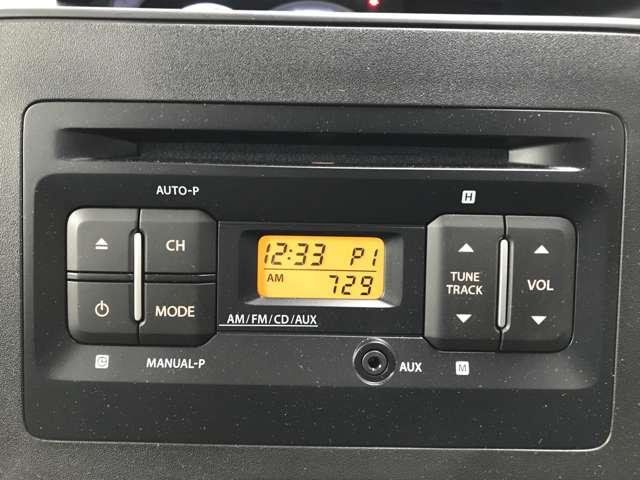 AUTO-P
H
CH
12:33 P1
TUNE
TRACK
VOL
AM 729
MODE
AM/FM/CD/AUX
C
MANUAL-P
AUX
M